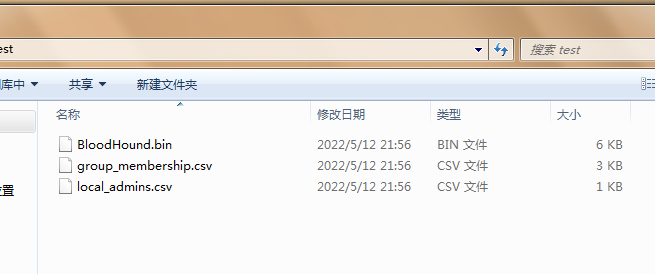 est
搜索 test
库中 共享 新建文件夹
名称 修改日期 类型 大小
BloodHound.bin 2022/5/12 21:56 BIN 文件 6 KB
group_membership.csv 2022/5/12 21:56 CSV 文件 3 KB
local_admins.csv 2022/5/12 21:56 CSV 文件 1 KB
位置